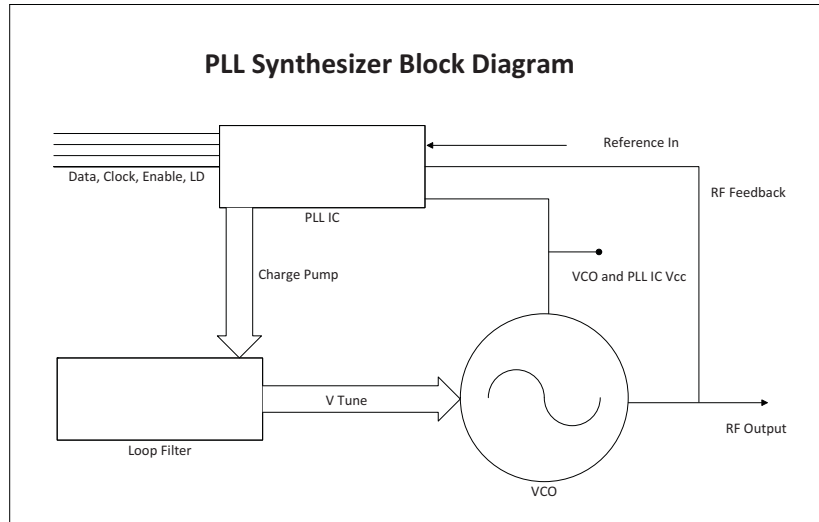 PLL Synthesizer Block Diagram
Reference In
Data, Clock, Enable, LD
RF Feedback
PLL IC
Charge Pump
VCO and PLL IC Vcc
V Tune
RF Output
Loop Filter
VCO